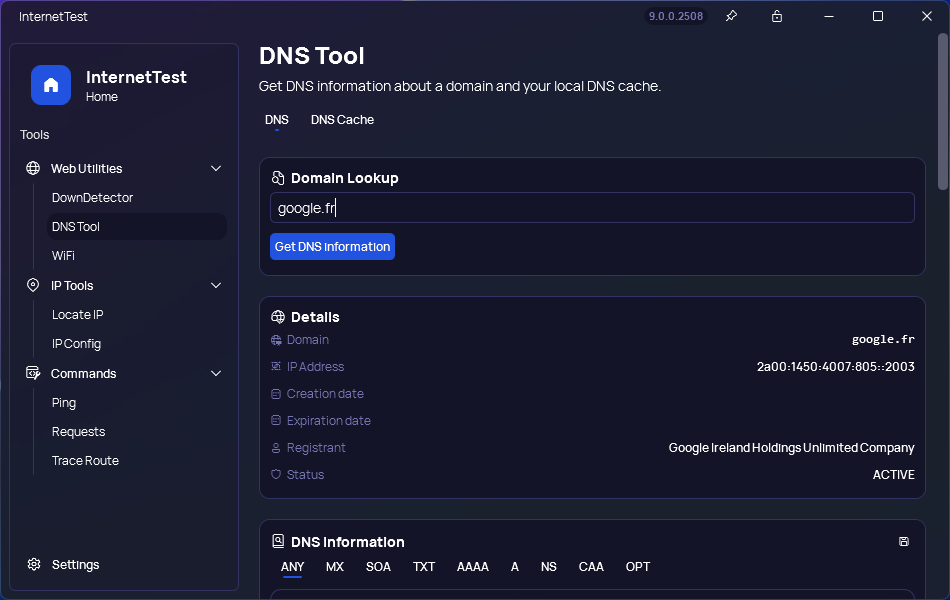 InternetTest
9.0.0.2508
InternetTest
Home
Tools
Web Utilities
DownDetector
DNS Tool
WiFi
IP Tools
Locate IP
IP Config
Commands
Ping
Requests
Trace Route
Settings
DNS Tool
Get DNS information about a domain and your local DNS cache.
DNS DNS Cache
Domain Lookup
google.fr
Get DNS information
Details
Domain google.fr
IP Address 2a00:1450:4007:805::2003
Creation date
Expiration date
Registrant Google Ireland Holdings Unlimited Company
Status ACTIVE
DNS Information
ANY MX SOA TXT AAAA A NS CAA OPT